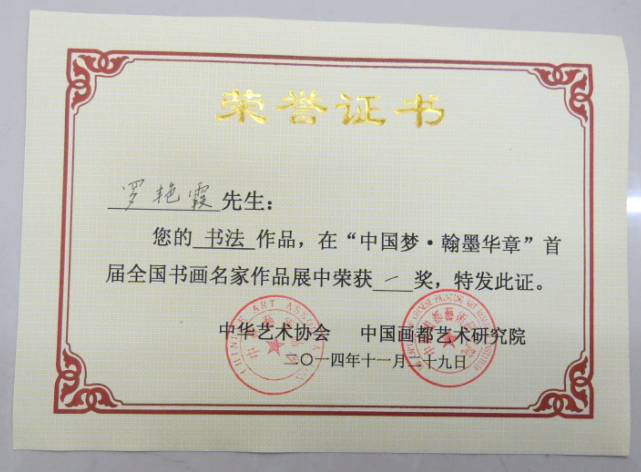 荣誉证书
罗艳霞先生：
您的书法作品，在“中国梦·翰墨华章”首
届全国书画名家作品展中荣获一奖，特发此证。
中华艺术协会 中国画都艺术研究院
二〇一四年十一月二十九日